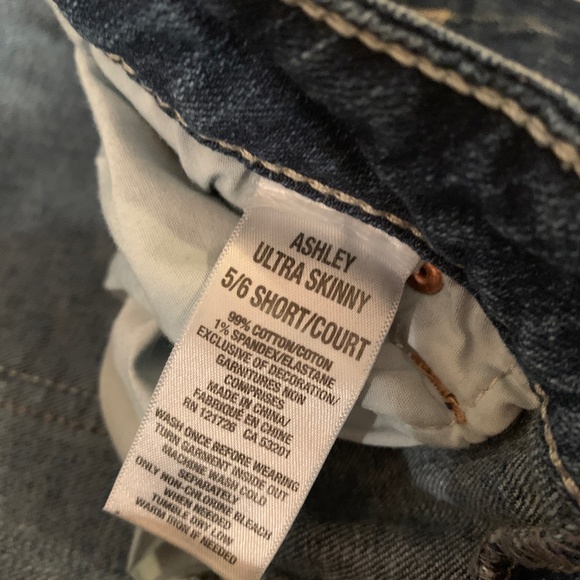 ASHLEY
ULTRA SKINNY
5/6 SHORT/COURT
99% COTTON/COTON
1% SPANDEX/ELASTANE
EXCLUSIVE OF DECORATION/
GARNITURES NON
COMPRISES.
MADE IN CHINA/
FABRIQUÉ EN CHINE
RN 121726 CA 53201
WASH ONCE BEFORE WEARING
TURN GARMENT INSIDE OUT
MACHINE WASH COLD
SEPARATELY
ONLY NON-CHLORINE BLEACH
WHEN NEEDED
TUMBLE DRY LOW
WARM IRON IF NEEDED